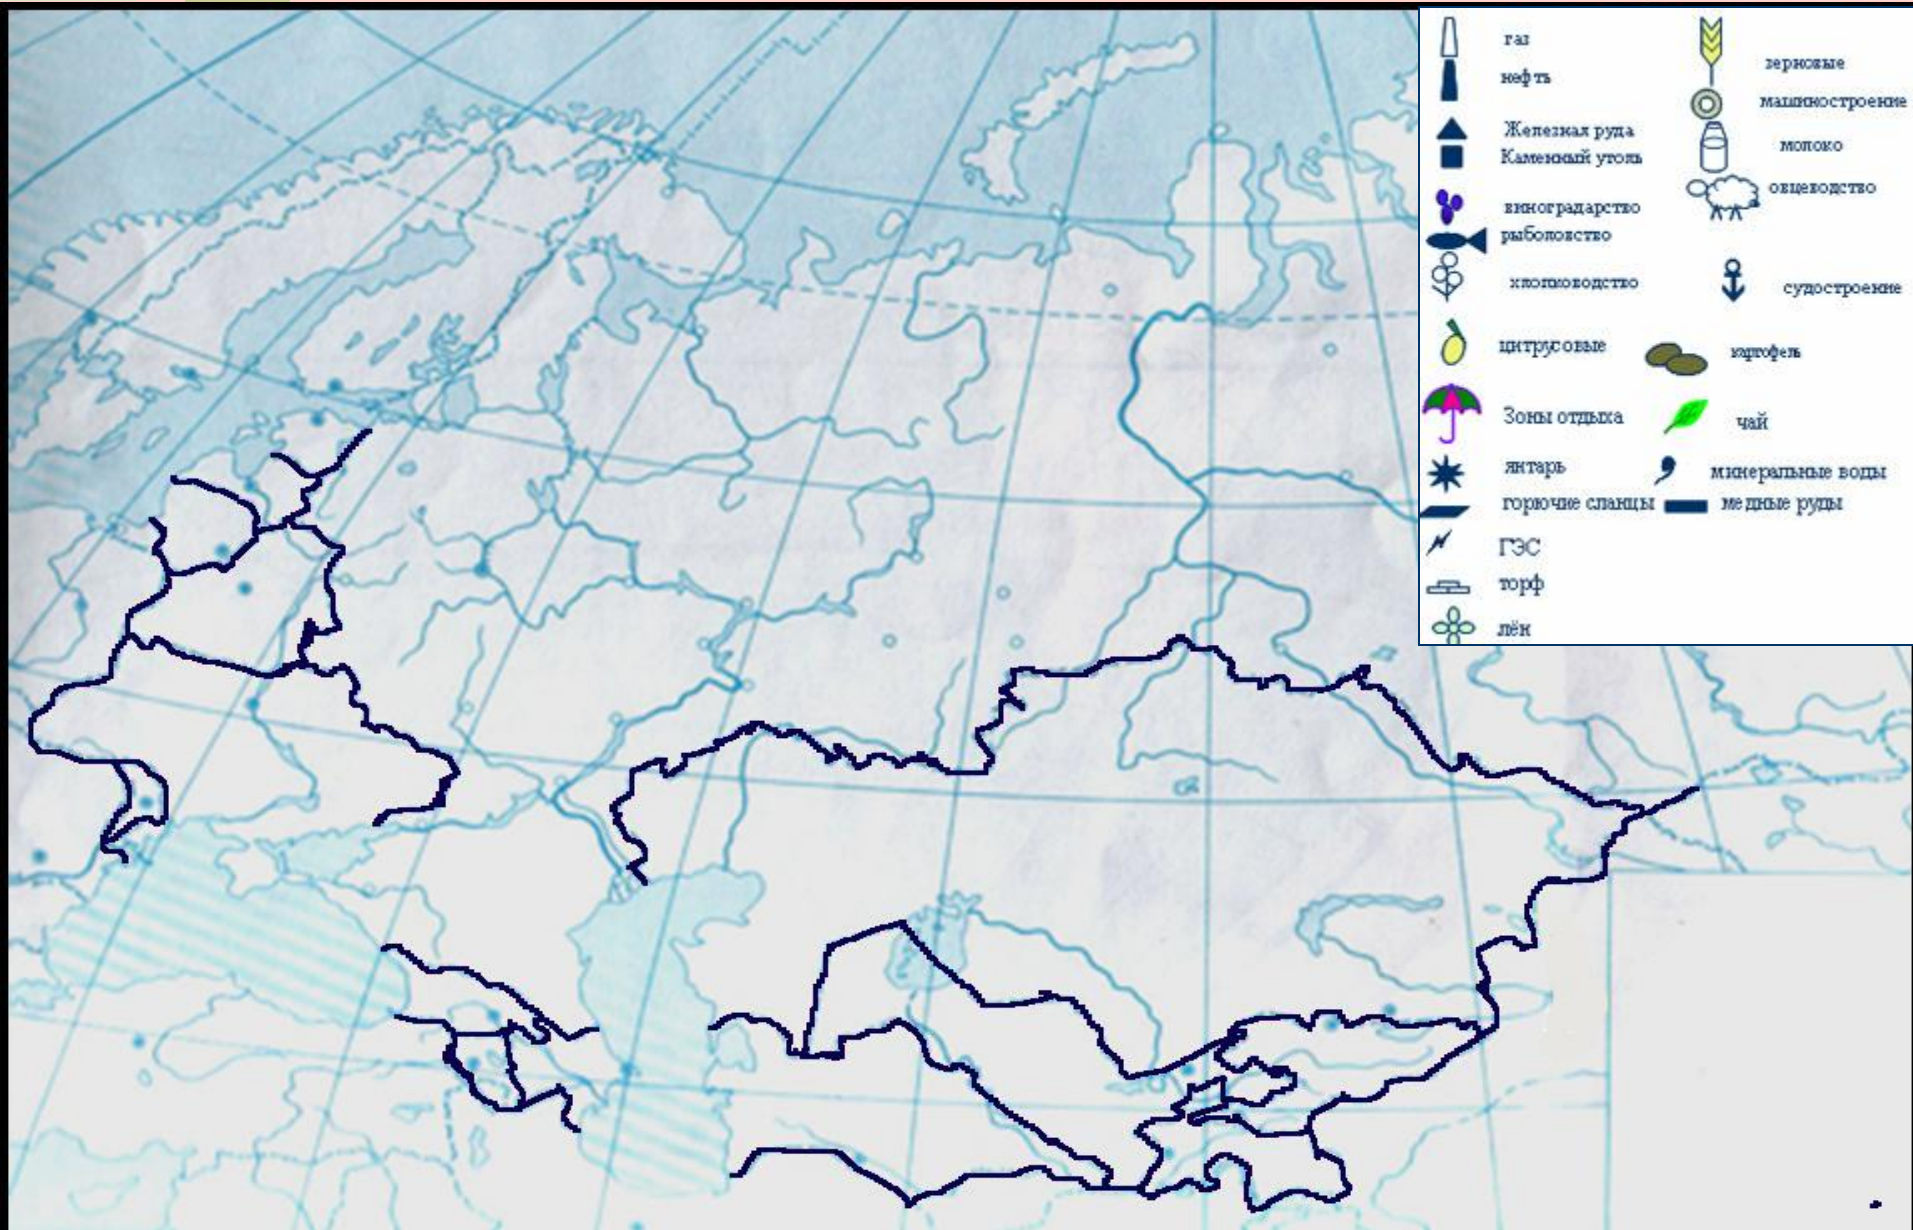 газ
нефть
Железная руда
Каменный уголь
виноградарство
рыболовство
хлопководство
цитрусовые
Зоны отдыха
янтарь
горючие сланцы
ГЭС
торф
лён
зерновые
машиностроение
молоко
овцеводство
судостроение
картофель
чай
минеральные воды
медные руды